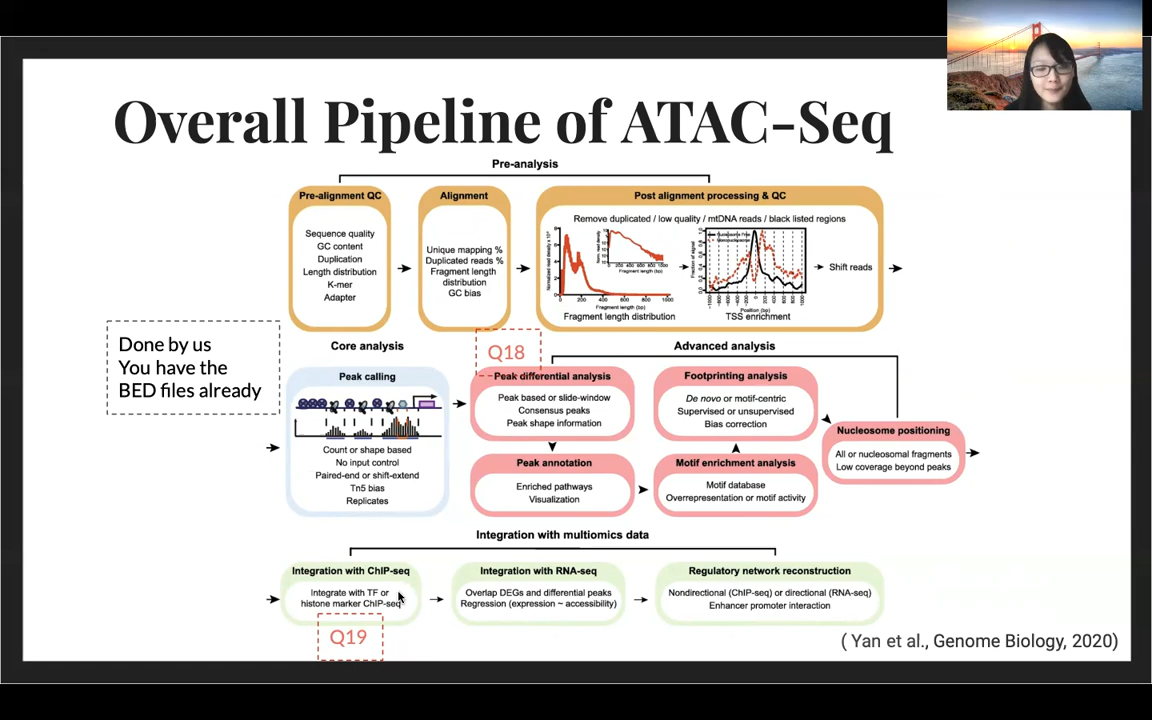 Overall Pipeline of ATAC-Seq
Pre-analysis
Pre-alignment QC
Sequence quality
GC content
Duplication
Length distribution
K-mer
Adapter
Alignment
Unique mapping %
Duplicated reads %
Fragment length
distribution
GC bias
Post alignment processing & QC
Remove duplicated / low quality / mtDNA reads / black listed regions
Fragment length (bp)
Fragment length distribution
Fraction of signal
Position (bp)
TSS enrichment
Shift reads
Done by us
You have the
BED files already
Core analysis
Peak calling
Count or shape based
No input control
Paired-end or shift-extend
Tn5 bias
Replicates
Q18
Advanced analysis
Peak differential analysis
Peak based or slide-window
Consensus peaks
Peak shape information
Footprinting analysis
De novo or motif-centric
Supervised or unsupervised
Bias correction
Peak annotation
Enriched pathways
Visualization
Motif enrichment analysis
Motif database
Overrepresentation or motif activity
Nucleosome positioning
All or nucleosomal fragments
Low coverage beyond peaks
Integration with multiomics data
Integration with ChIP-seq
Integrate with TF or
histone marker ChIP-seq
Q19
Integration with RNA-seq
Overlap DEGs and differential peaks
Regression (expression ~ accessibility)
Regulatory network reconstruction
Nondirectional (ChIP-seq) or directional (RNA-seq)
Enhancer promoter interaction
( Yan et al., Genome Biology, 2020)